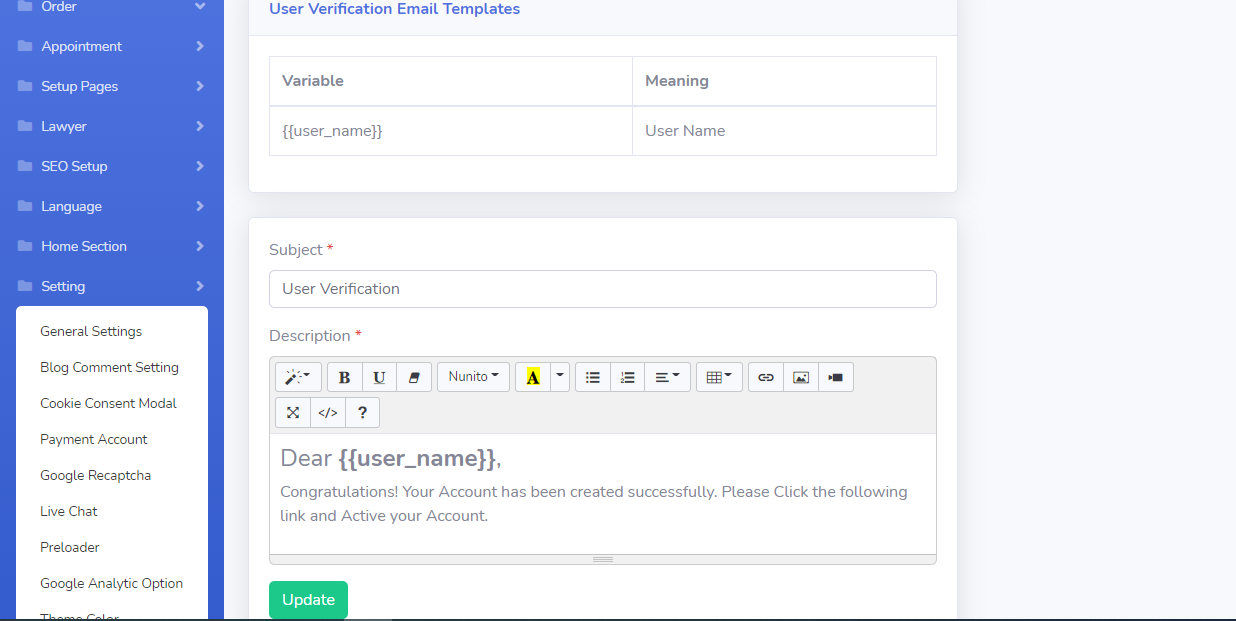 Order
Appointment
Setup Pages
Lawyer
SEO Setup
Language
Home Section
Setting
General Settings
Blog Comment Setting
Cookie Consent Modal
Payment Account
Google Recaptcha
Live Chat
Preloader
Google Analytic Option
Theme Color
User Verification Email Templates
Variable Meaning
{{user_name}} User Name
Subject *
User Verification
Description *
B U Nunito A
</> ?
Dear {{user_name}},
Congratulations! Your Account has been created successfully. Please Click the following
link and Active your Account.
Update